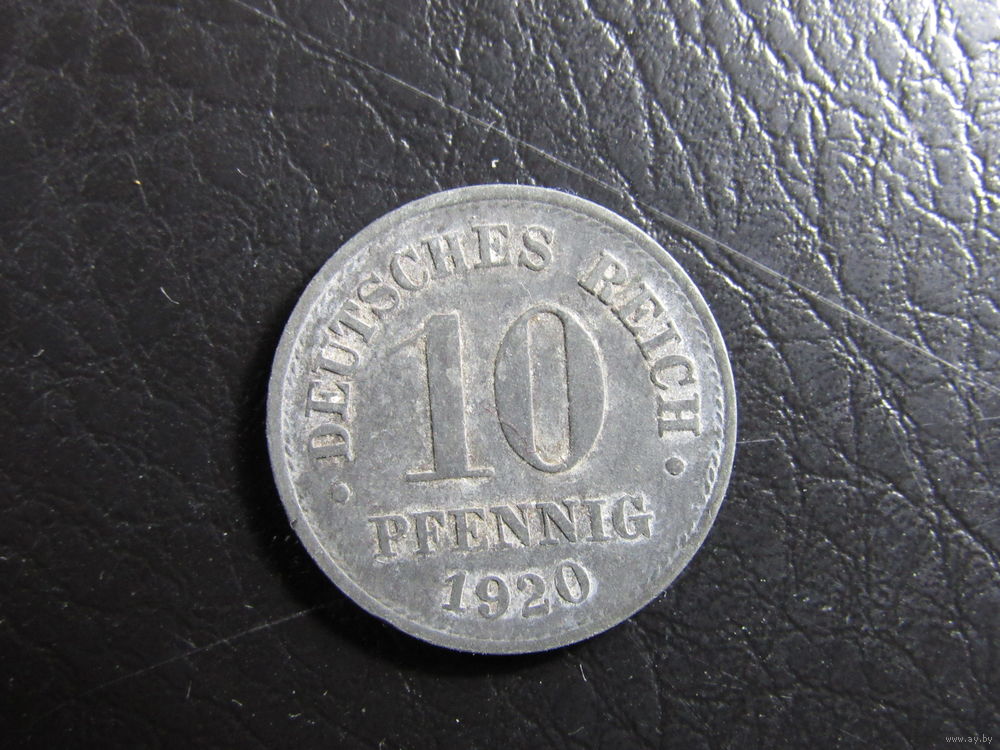 DEUTSCHES REICH
10
PFENNIG
1920
www.ay.by